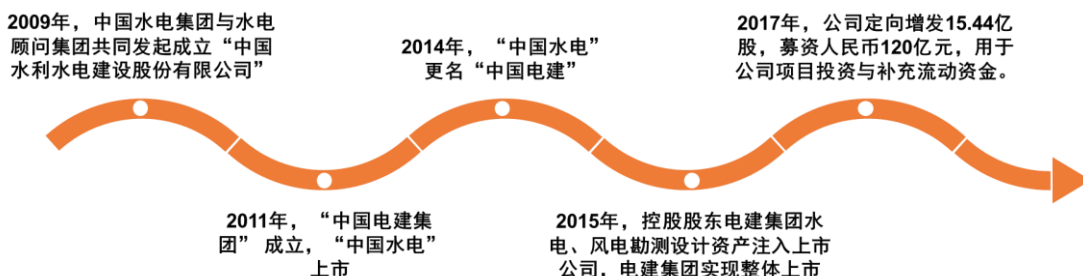 2009年，中国水电集团与水电
顾问集团共同发起成立“中国
水利水电建设股份有限公司”
2011年，“中国电建集
团” 成立，“中国水电”
上市
2014年，“中国水电”
更名“中国电建”
2015年，控股股东电建集团水
电、风电勘测设计资产注入上市
公司，电建集团实现整体上市
2017年，公司定向增发15.44亿
股，募资人民币120亿元，用于
公司项目投资与补充流动资金。